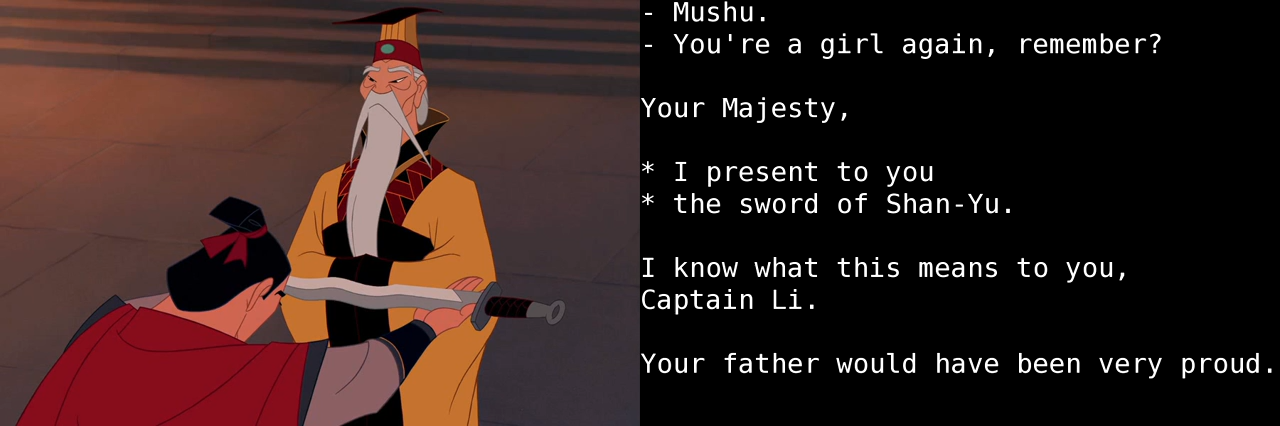 - Mushu.
- You're a girl again, remember?
Your Majesty,
* I present to you
* the sword of Shan-Yu.
I know what this means to you,
Captain Li.
Your father would have been very proud.